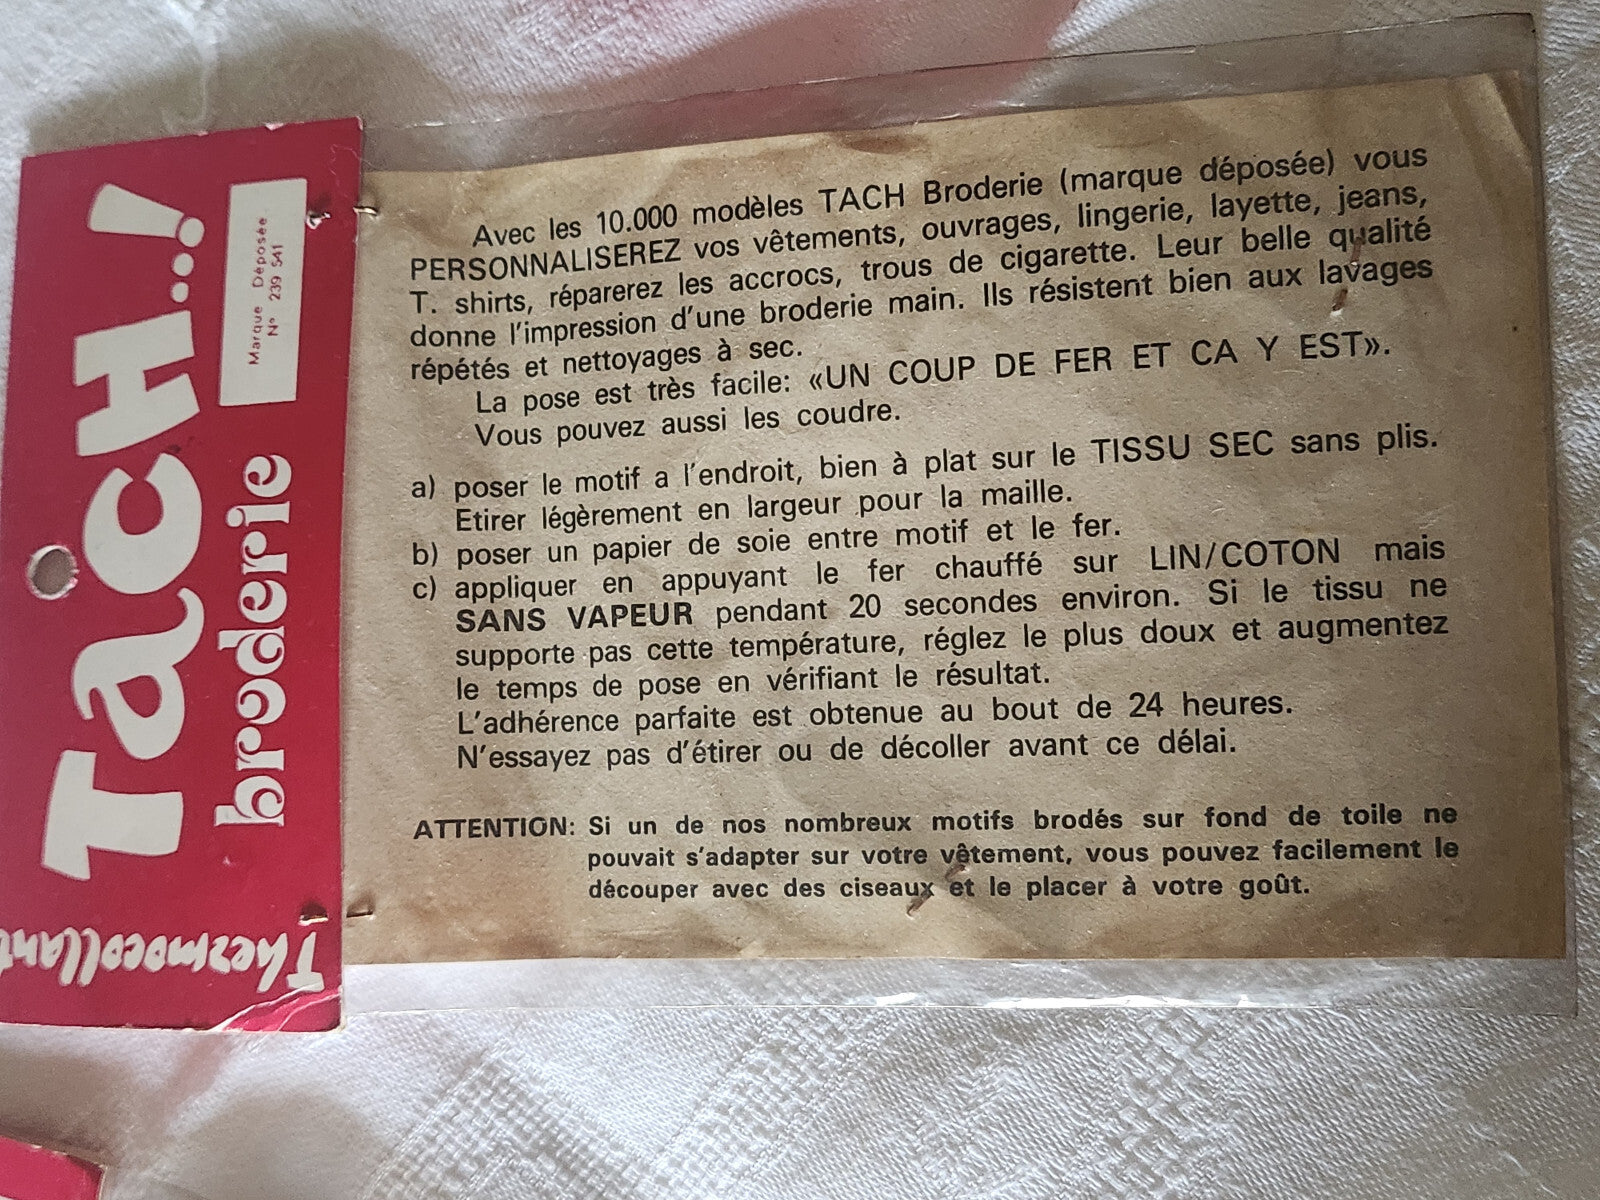 TacH...!
broderie
Marque Déposée
N° 239 541
Thermocollant
Avec les 10.000 modèles TACH Broderie (marque déposée) vous
PERSONNALISEREZ vos vêtements, ouvrages, lingerie, layette, jeans,
T. shirts, réparerez les accrocs, trous de cigarette. Leur belle qualité
donne l'impression d'une broderie main. Ils résistent bien aux lavages
répétés et nettoyages à sec.
La pose est très facile: «UN COUP DE FER ET CA Y EST».
Vous pouvez aussi les coudre.
a) poser le motif a l'endroit, bien à plat sur le TISSU SEC sans plis.
Etirer légèrement en largeur pour la maille.
b) poser un papier de soie entre motif et le fer.
c) appliquer en appuyant le fer chauffé sur LIN/COTON mais
SANS VAPEUR pendant 20 secondes environ. Si le tissu ne
supporte pas cette température, réglez le plus doux et augmentez
le temps de pose en vérifiant le résultat.
L'adhérence parfaite est obtenue au bout de 24 heures.
N'essayez pas d'étirer ou de décoller avant ce délai.
ATTENTION: Si un de nos nombreux motifs brodés sur fond de toile ne
pouvait s'adapter sur votre vêtement, vous pouvez facilement le
découper avec des ciseaux et le placer à votre goût.